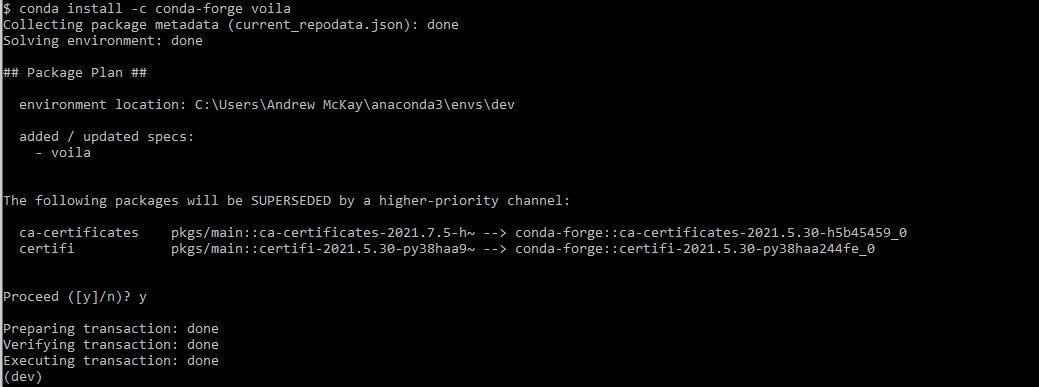 $ conda install -c conda-forge voila
Collecting package metadata (current_repodata.json): done
Solving environment: done
## Package Plan ##
environment location: C:\Users\Andrew McKay\anaconda3\envs\dev
added / updated specs:
- voila
The following packages will be SUPERSEDED by a higher-priority channel:
ca-certificates pkgs/main::ca-certificates-2021.7.5-h~ --> conda-forge::ca-certificates-2021.5.30-h5b45459_0
certifi pkgs/main::certifi-2021.5.30-py38haa9~ --> conda-forge::certifi-2021.5.30-py38haa244fe_0
Proceed ([y]/n)? y
Preparing transaction: done
Verifying transaction: done
Executing transaction: done
(dev)